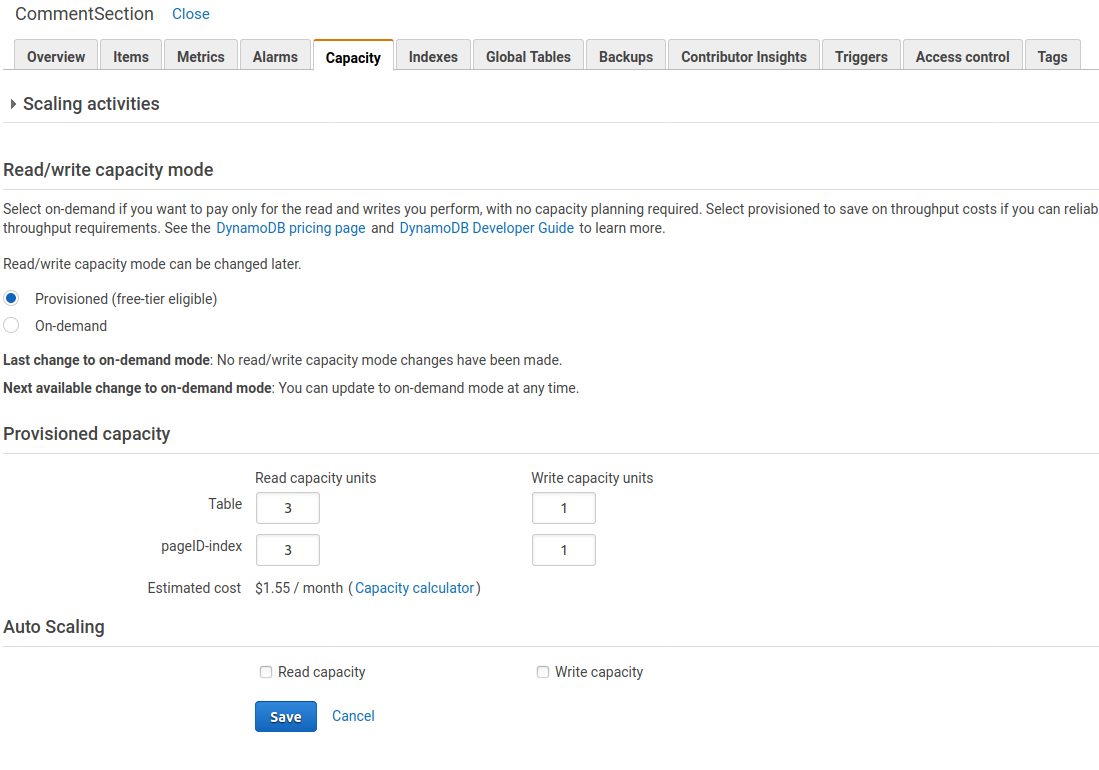 CommentSection Close
Overview Items Metrics Alarms Capacity Indexes Global Tables Backups Contributor Insights Triggers Access control Tags
Scaling activities
Read/write capacity mode
Select on-demand if you want to pay only for the read and writes you perform, with no capacity planning required. Select provisioned to save on throughput costs if you can reliab
throughput requirements. See the DynamoDB pricing page and DynamoDB Developer Guide to learn more.
Read/write capacity mode can be changed later.
Provisioned (free-tier eligible)
On-demand
Last change to on-demand mode: No read/write capacity mode changes have been made.
Next available change to on-demand mode: You can update to on-demand mode at any time.
Provisioned capacity
Read capacity units Write capacity units
Table 3 1
pageID-index 3 1
Estimated cost $1.55 / month (Capacity calculator)
Auto Scaling
Read capacity Write capacity
Save Cancel